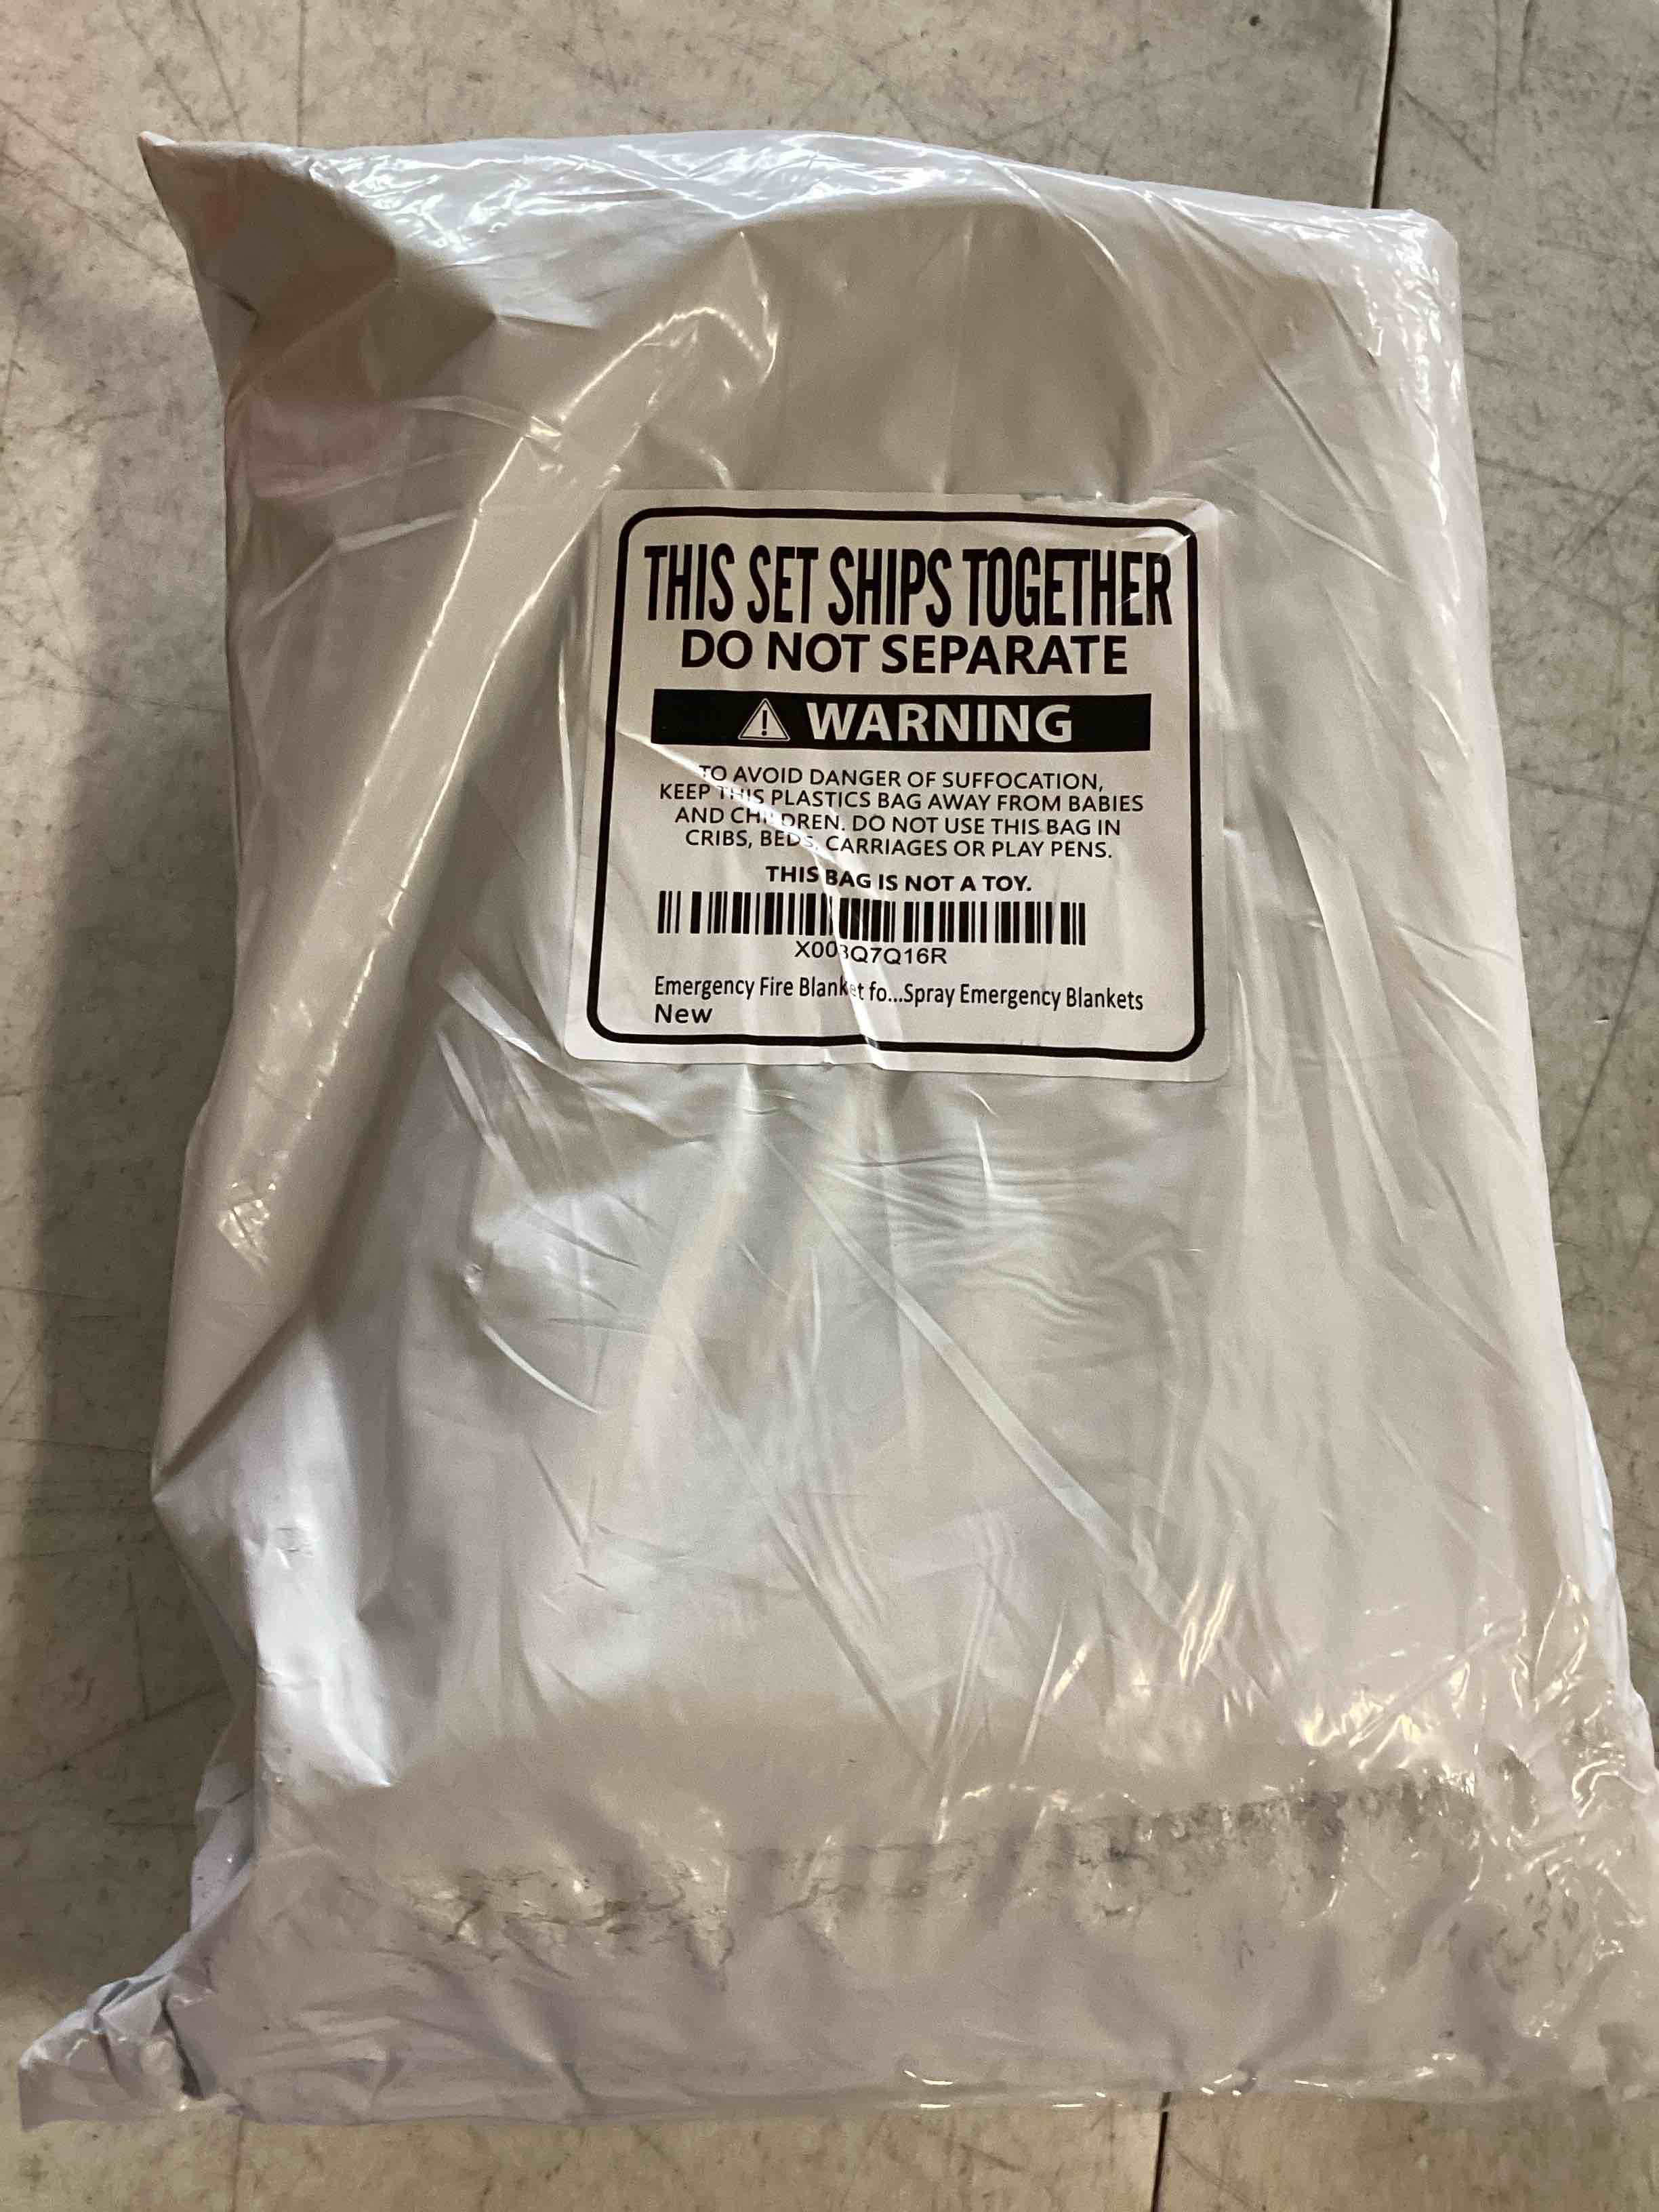 THIS SET SHIPS TOGETHER
DO NOT SEPARATE
WARNING
TO AVOID DANGER OF SUFFOCATION,
KEEP THIS PLASTICS BAG AWAY FROM BABIES
AND CHILDREN. DO NOT USE THIS BAG IN
CRIBS, BEDS, CARRIAGES OR PLAY PENS.
THIS BAG IS NOT A TOY.
X003Q7Q16R
Emergency Fire Blanket fo...Spray Emergency Blankets
New